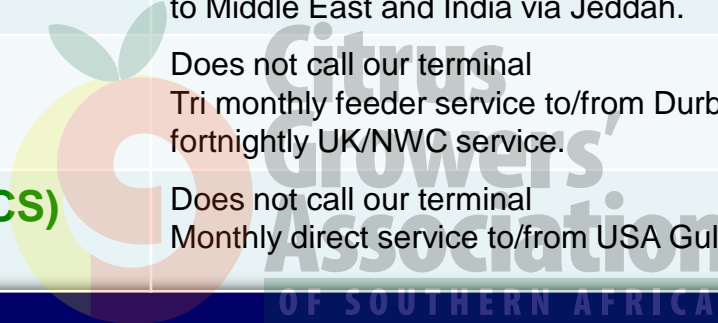 to Middle East and India via Jeddah.
Does not call our terminal
Tri monthly feeder service to/from Durb
fortnightly UK/NWC service.
CS)
Does not call our terminal
Monthly direct service to/from USA Gul
Citrus
Growers'
Association
OF SOUTHERN AFRICA